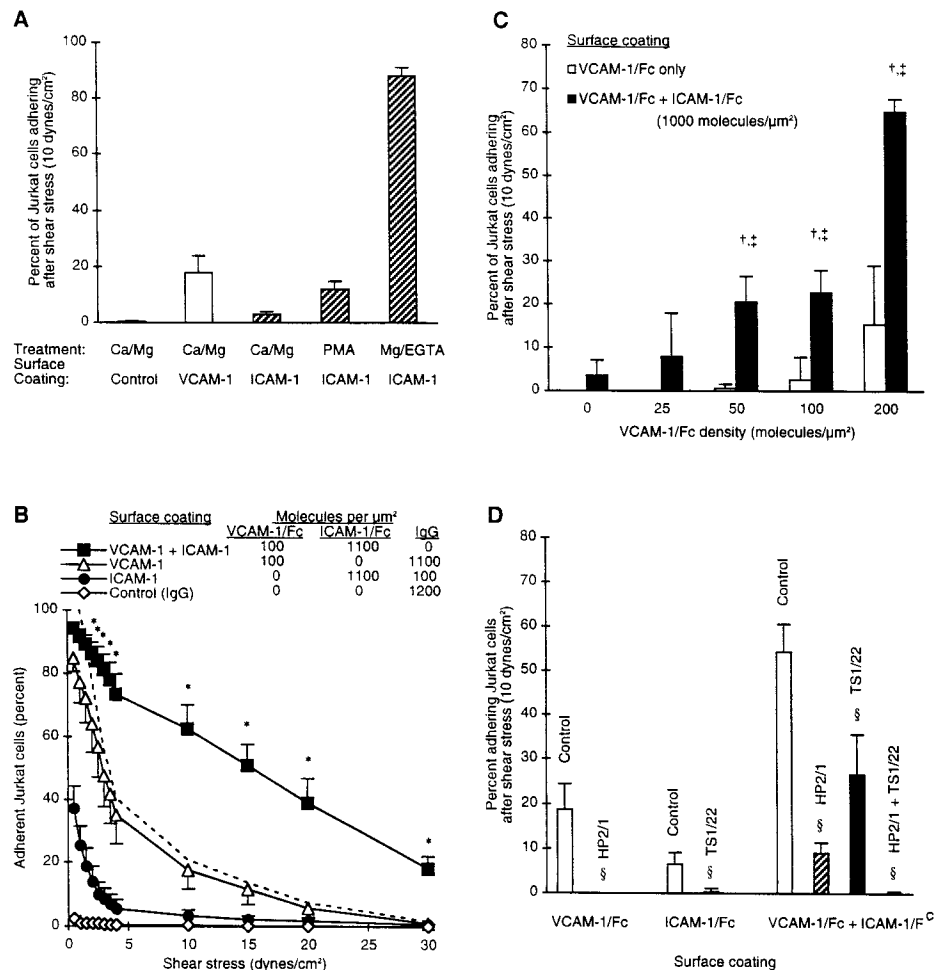 A
Percent of Jurkat cells adhering
after shear stress (10 dynes/cm²)
100
80
60
40
20
0
Treatment: Ca/Mg Ca/Mg Ca/Mg PMA Mg/EGTA
Surface
Coating: Control VCAM-1 ICAM-1 ICAM-1 ICAM-1
C
Percent of Jurkat cells adhering
after shear stress (10 dynes/cm²)
80
70
60
50
40
30
20
10
0
Surface coating
VCAM-1/Fc only
VCAM-1/Fc + ICAM-1/Fc
(1000 molecules/µm²)
†,‡
†,‡
†,‡
0 25 50 100 200
VCAM-1/Fc density (molecules/µm²)
B
Surface coating Molecules per µm²
VCAM-1/Fc ICAM-1/Fc IgG
VCAM-1 + ICAM-1 100 1100 0
VCAM-1 100 0 1100
ICAM-1 0 1100 100
Control (IgG) 0 0 1200
Adherent Jurkat cells (percent)
100
80
60
40
20
0
* * * * *
*
*
*
*
0 5 10 15 20 25 30
Shear stress (dynes/cm²)
D
Percent adhering Jurkat cells
after shear stress (10 dynes/cm²)
80
70
60
50
40
30
20
10
0
Control
§ HP2/1
Control
§ TS1/22
Control
§ HP2/1
§ TS1/22
§ HP2/1 + TS1/22
VCAM-1/Fc ICAM-1/Fc VCAM-1/Fc + ICAM-1/Fc
Surface coating